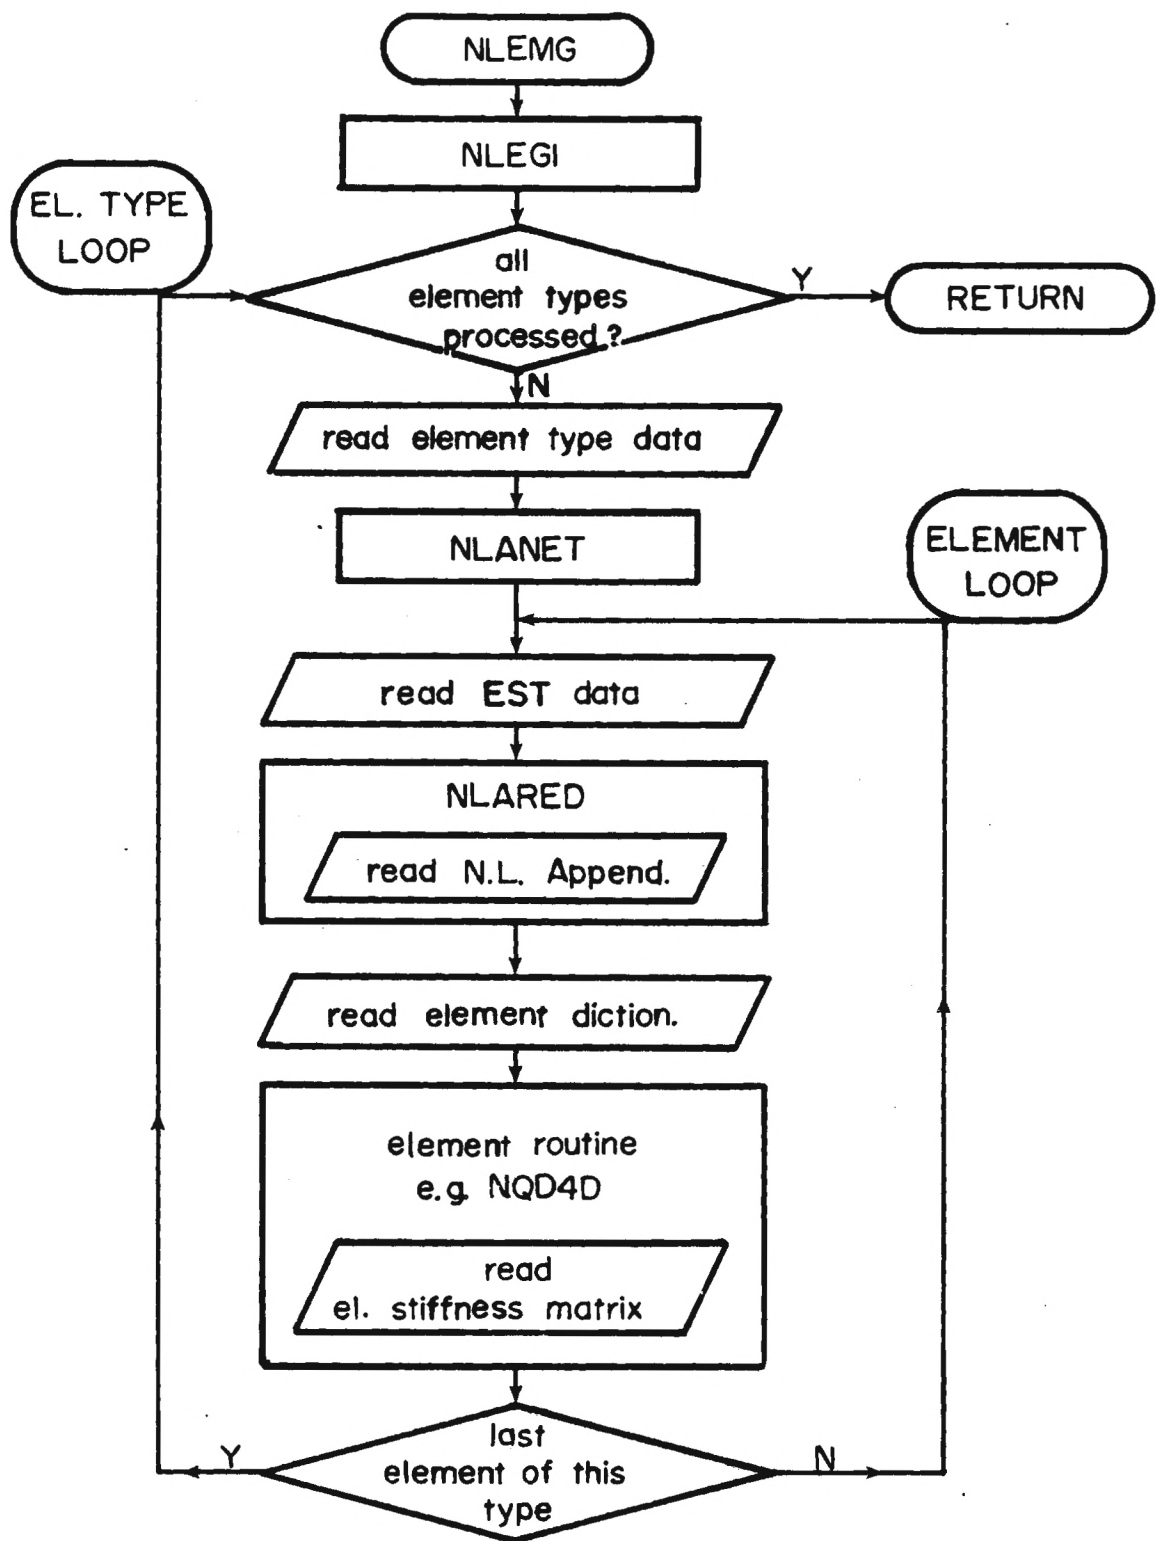 NLEMG
NLEGI
EL. TYPE
LOOP
all
element types
processed?
Y
RETURN
N
read element type data
NLANET
ELEMENT
LOOP
read EST data
NLARED
read N.L. Append.
read element diction.
element routine
e.g. NQD4D
read
el. stiffness matrix
Y
last
element of this
type
N